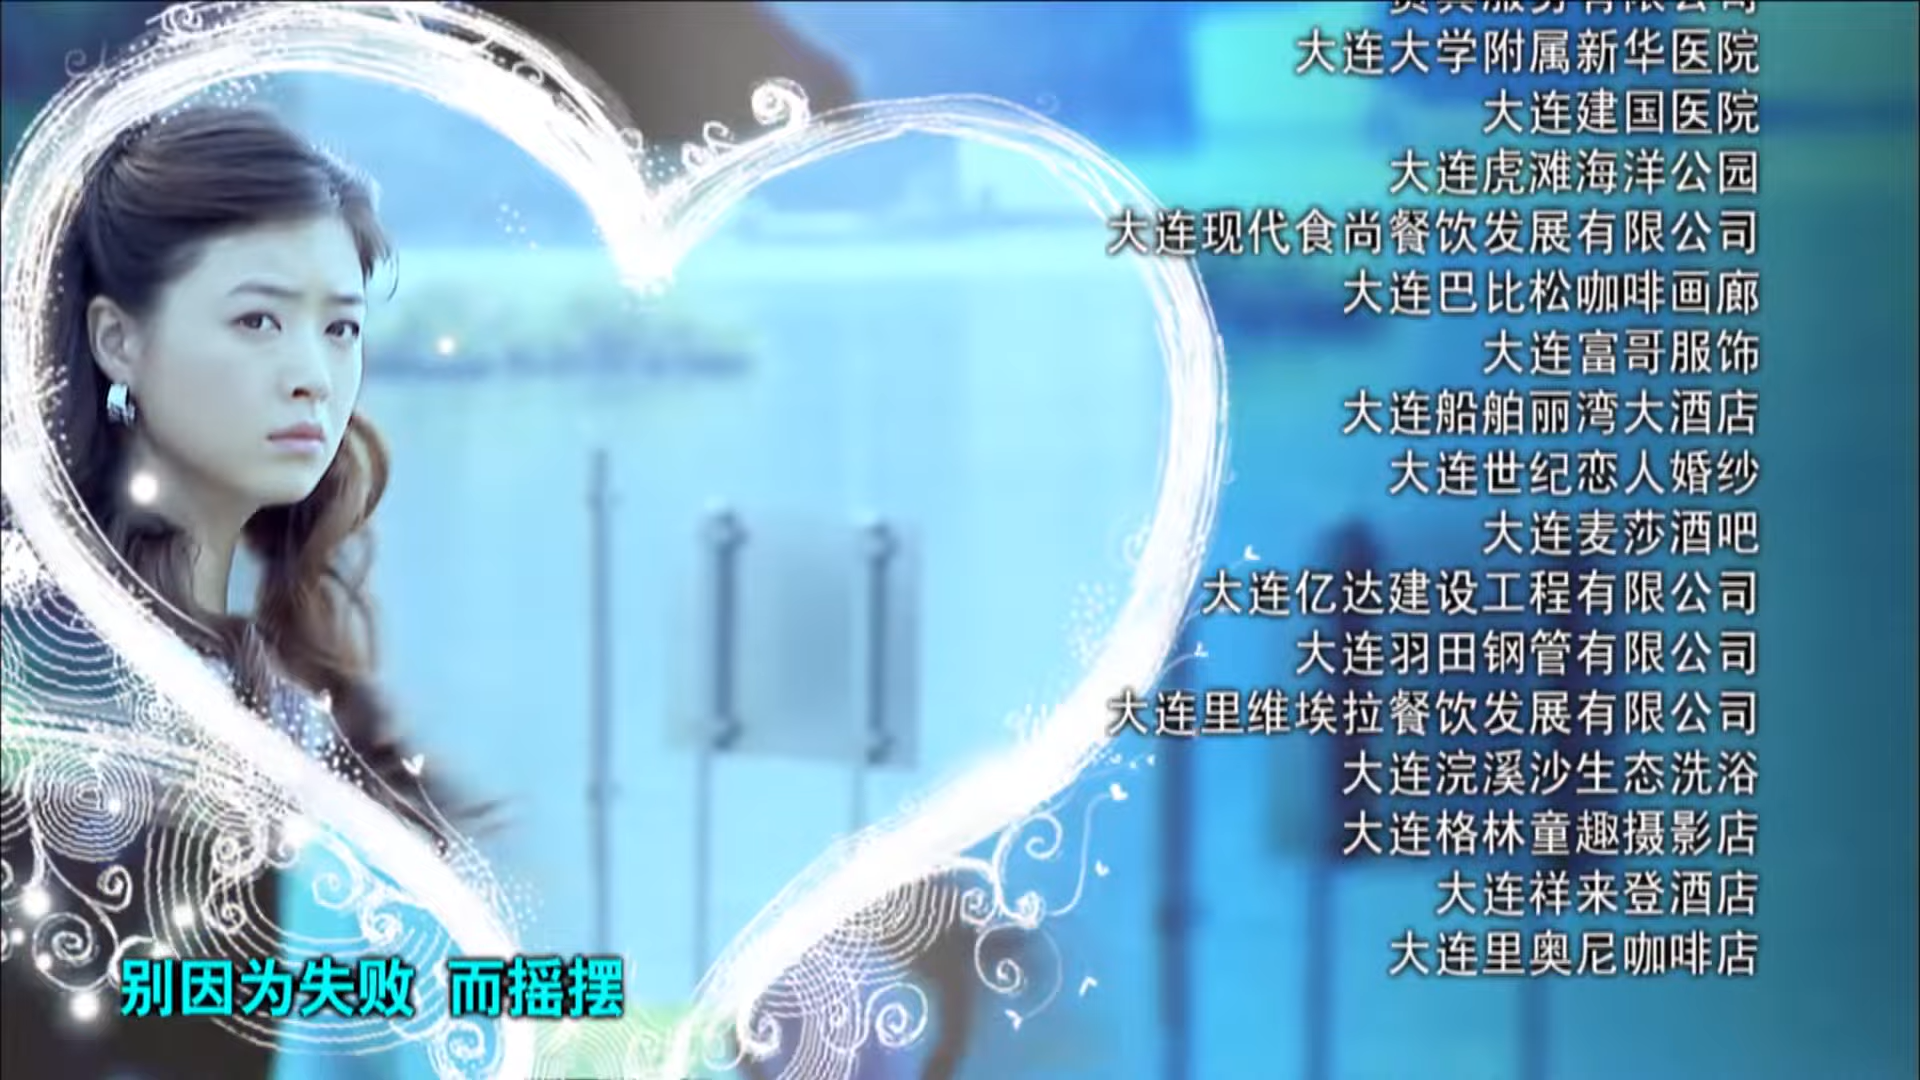 大连大学附属新华医院
大连建国医院
大连虎滩海洋公园
大连现代食尚餐饮发展有限公司
大连巴比松咖啡画廊
大连富哥服饰
大连船舶丽湾大酒店
大连世纪恋人婚纱
大连麦莎酒吧
大连亿达建设工程有限公司
大连羽田钢管有限公司
大连里维埃拉餐饮发展有限公司
大连浣溪沙生态洗浴
大连格林童趣摄影店
大连祥来登酒店
大连里奥尼咖啡店
别因为失败 而摇摆